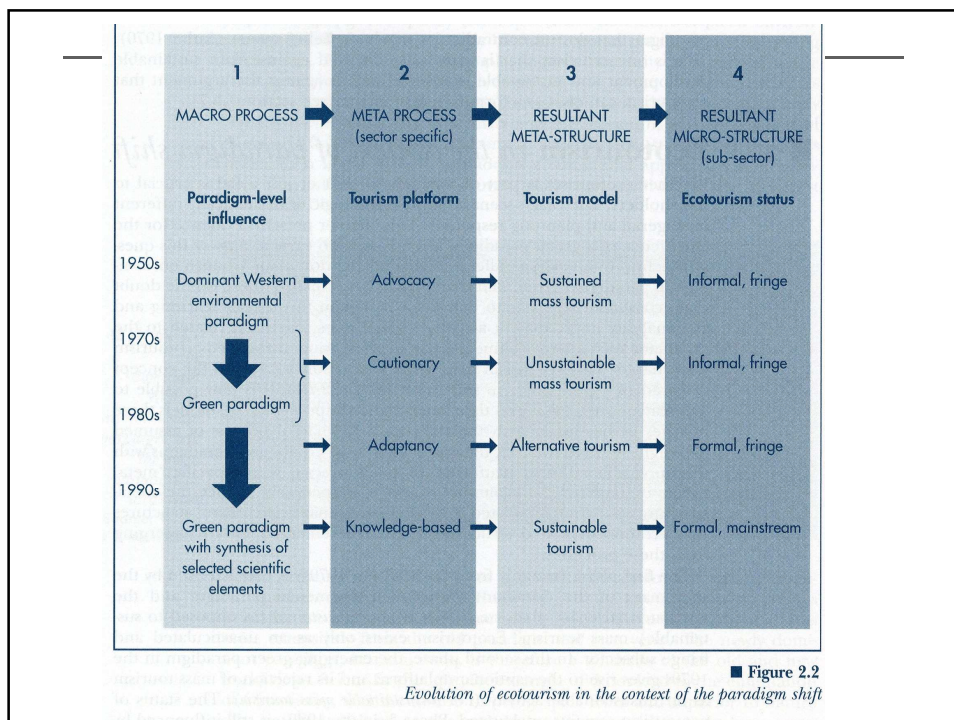 1 2 3 4
MACRO PROCESS META PROCESS RESULTANT RESULTANT
(sector specific) META-STRUCTURE MICRO-STRUCTURE
(sub-sector)
Paradigm-level Tourism platform Tourism model Ecotourism status
influence
1950s
Dominant Western Advocacy Sustained Informal, fringe
environmental mass tourism
paradigm
1970s
Cautionary Unsustainable Informal, fringe
mass tourism
Green paradigm
1980s
Adaptancy Alternative tourism Formal, fringe
1990s
Green paradigm Knowledge-based Sustainable Formal, mainstream
with synthesis of tourism
selected scientific
elements
■ Figure 2.2
Evolution of ecotourism in the context of the paradigm shift